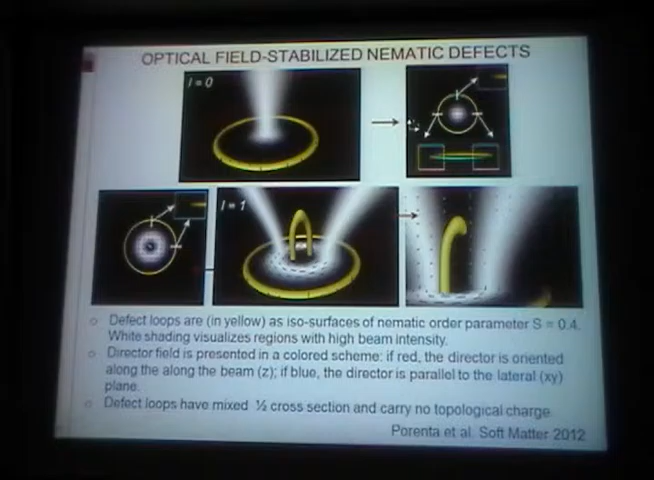 OPTICAL FIELD-STABILIZED NEMATIC DEFECTS
l = 0
l = 1
Defect loops are (in yellow) as iso-surfaces of nematic order parameter S = 0.4.
White shading visualizes regions with high beam intensity.
Director field is presented in a colored scheme: if red, the director is oriented
along the along the beam (z); if blue, the director is parallel to the lateral (xy)
plane.
Defect loops have mixed ½ cross section and carry no topological charge.
Porenta et al. Soft Matter 2012